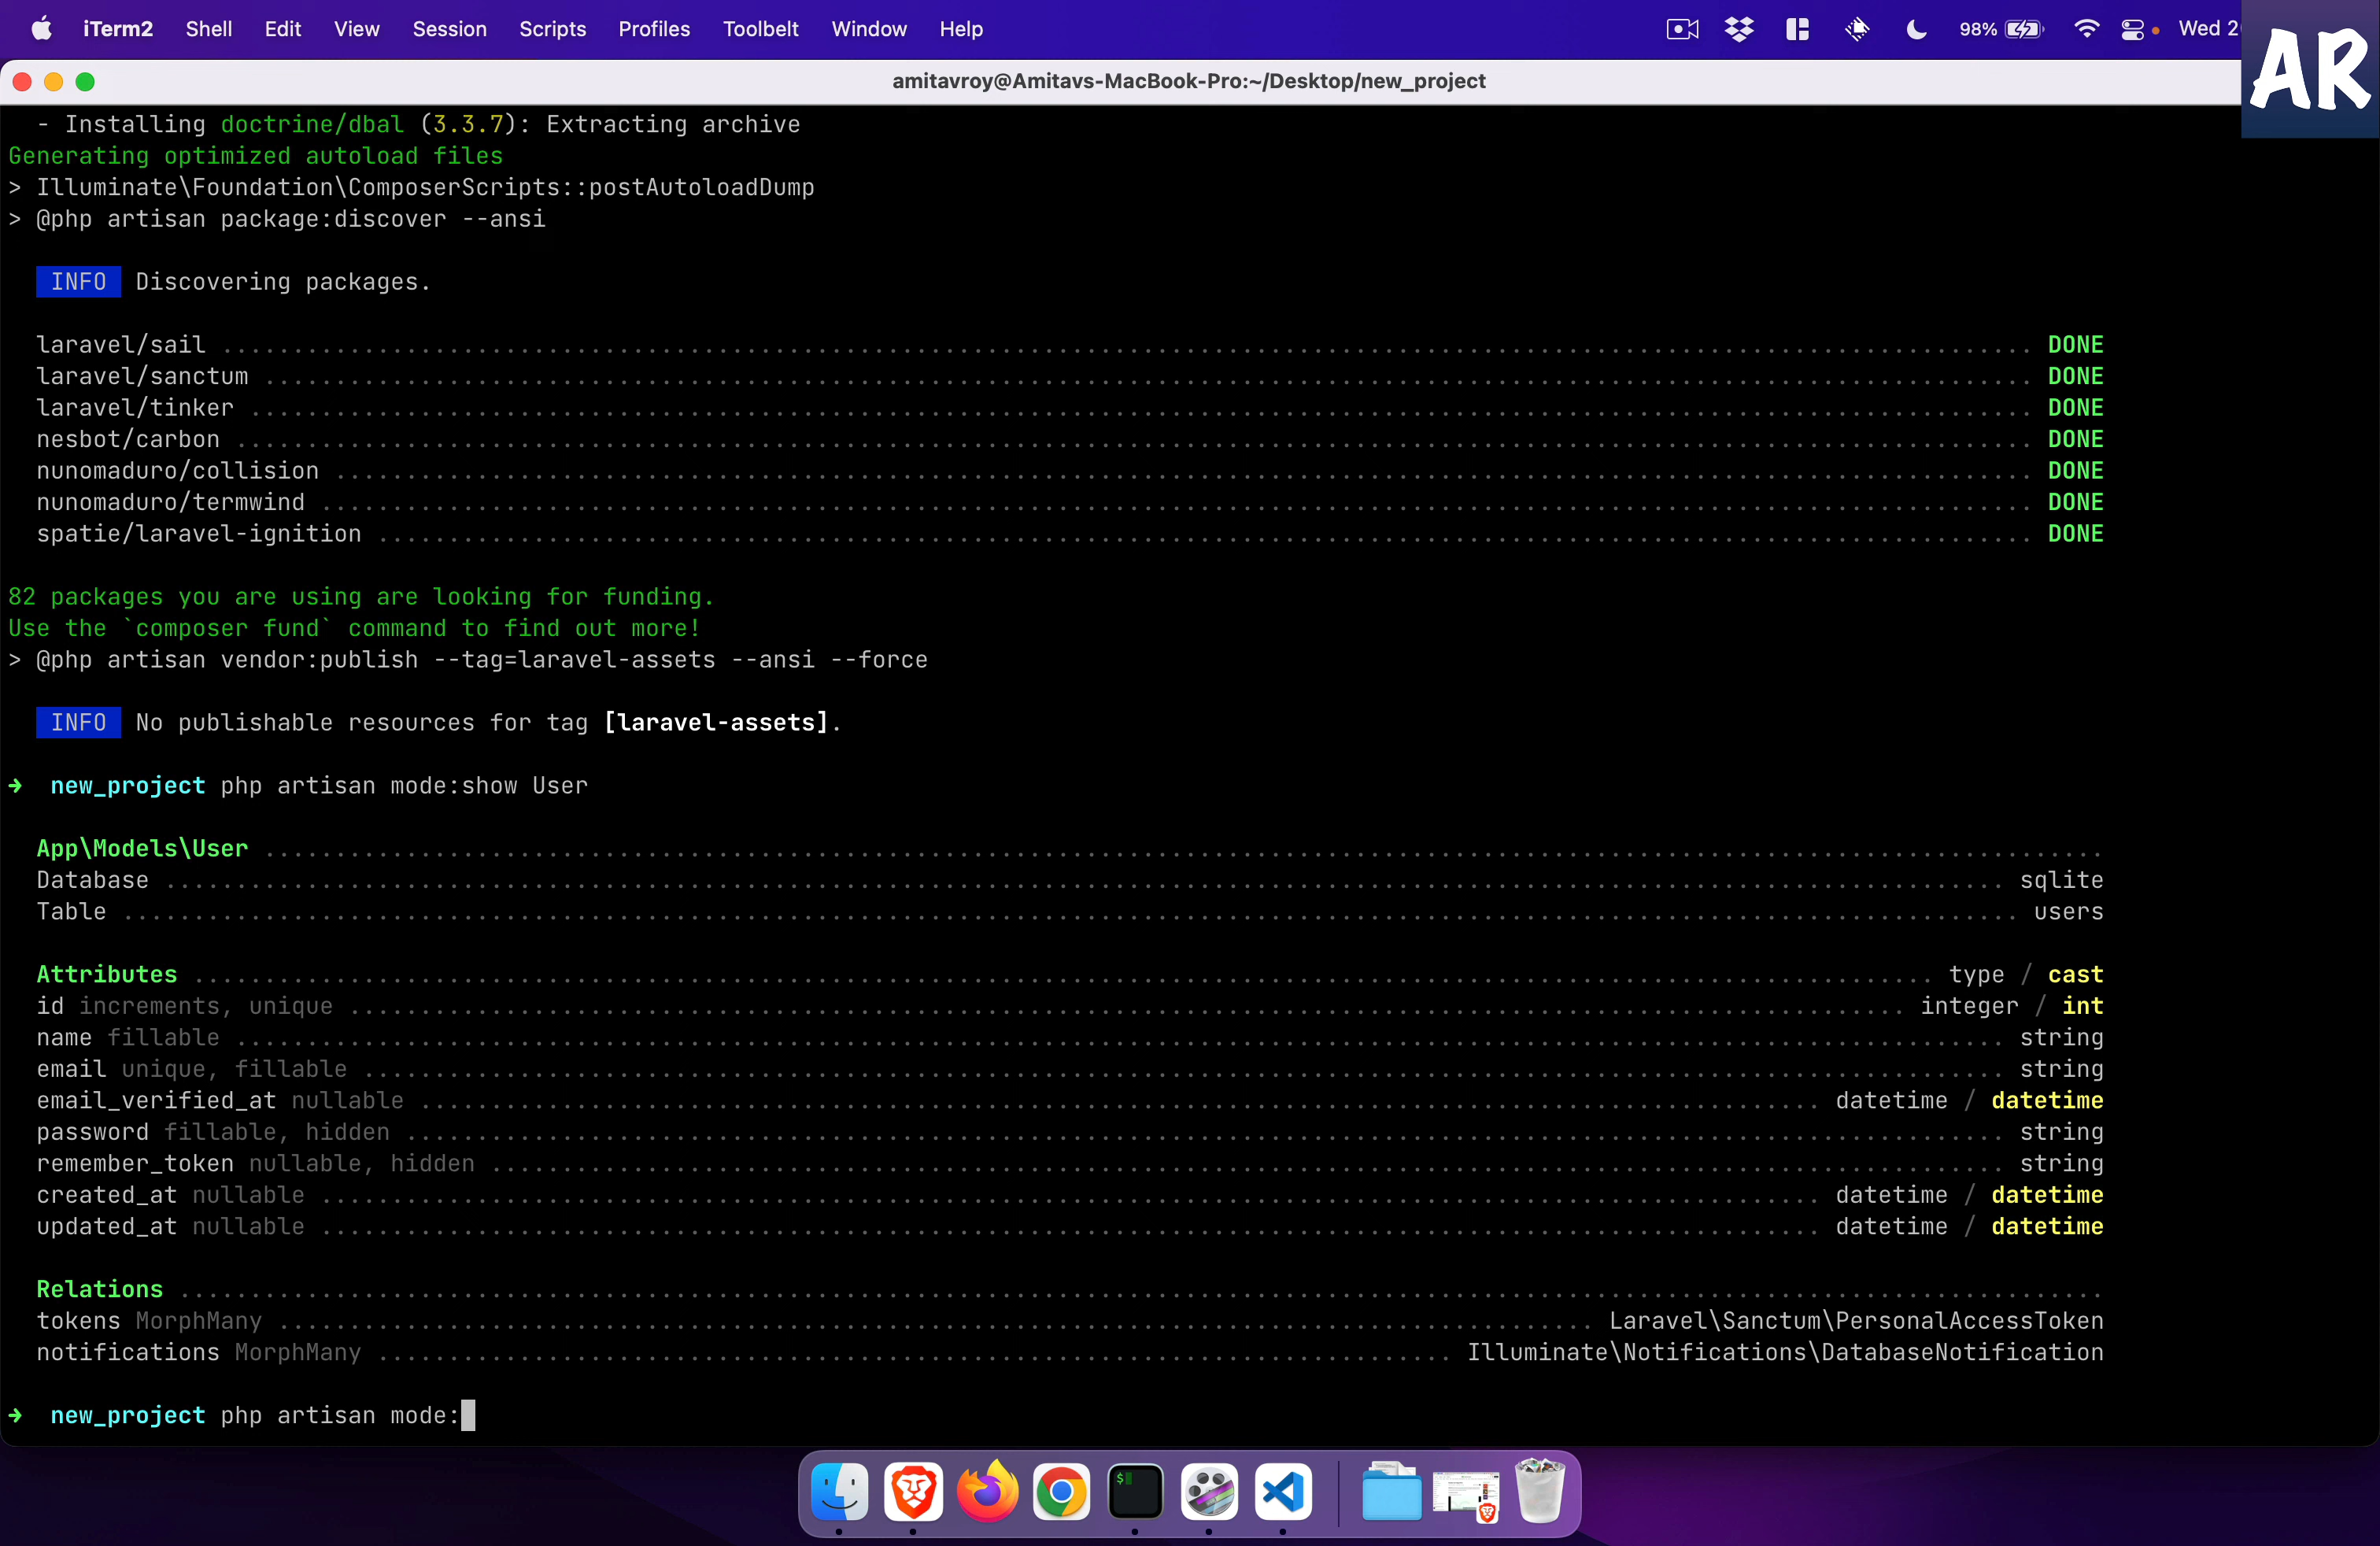 iTerm2 Shell Edit View Session Scripts Profiles Toolbelt Window Help 98% Wed 2
AR
amitavroy@Amitavs-MacBook-Pro:~/Desktop/new_project
- Installing doctrine/dbal (3.3.7): Extracting archive
Generating optimized autoload files
> Illuminate\Foundation\ComposerScripts::postAutoloadDump
> @php artisan package:discover --ansi
INFO Discovering packages.
laravel/sail DONE
laravel/sanctum DONE
laravel/tinker DONE
nesbot/carbon DONE
nunomaduro/collision DONE
nunomaduro/termwind DONE
spatie/laravel-ignition DONE
82 packages you are using are looking for funding.
Use the `composer fund` command to find out more!
> @php artisan vendor:publish --tag=laravel-assets --ansi --force
INFO No publishable resources for tag [laravel-assets].
➜ new_project php artisan mode:show User
App\Models\User
Database sqlite
Table users
Attributes type / cast
id increments, unique integer / int
name fillable string
email unique, fillable string
email_verified_at nullable datetime / datetime
password fillable, hidden string
remember_token nullable, hidden string
created_at nullable datetime / datetime
updated_at nullable datetime / datetime
Relations
tokens MorphMany Laravel\Sanctum\PersonalAccessToken
notifications MorphMany Illuminate\Notifications\DatabaseNotification
➜ new_project php artisan mode: